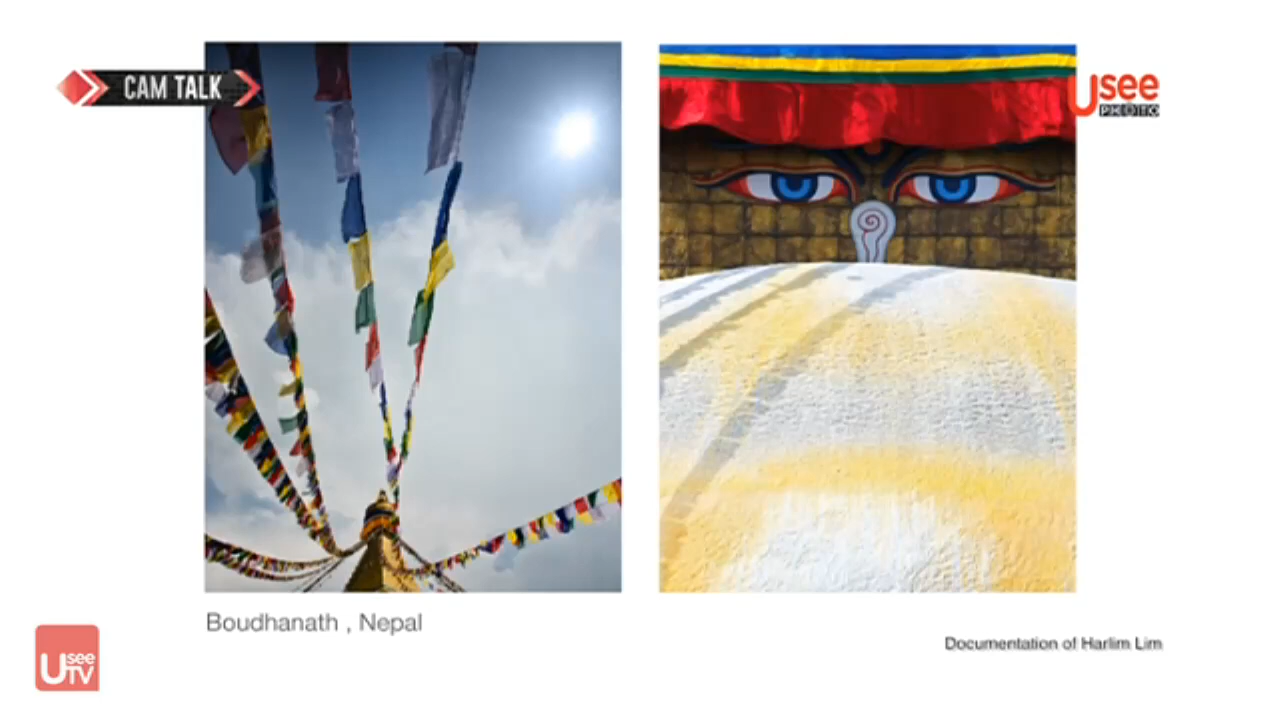 CAM TALK
Usee
PHOTO
Boudhanath , Nepal
Documentation of Harlim Lim
Usee
TV